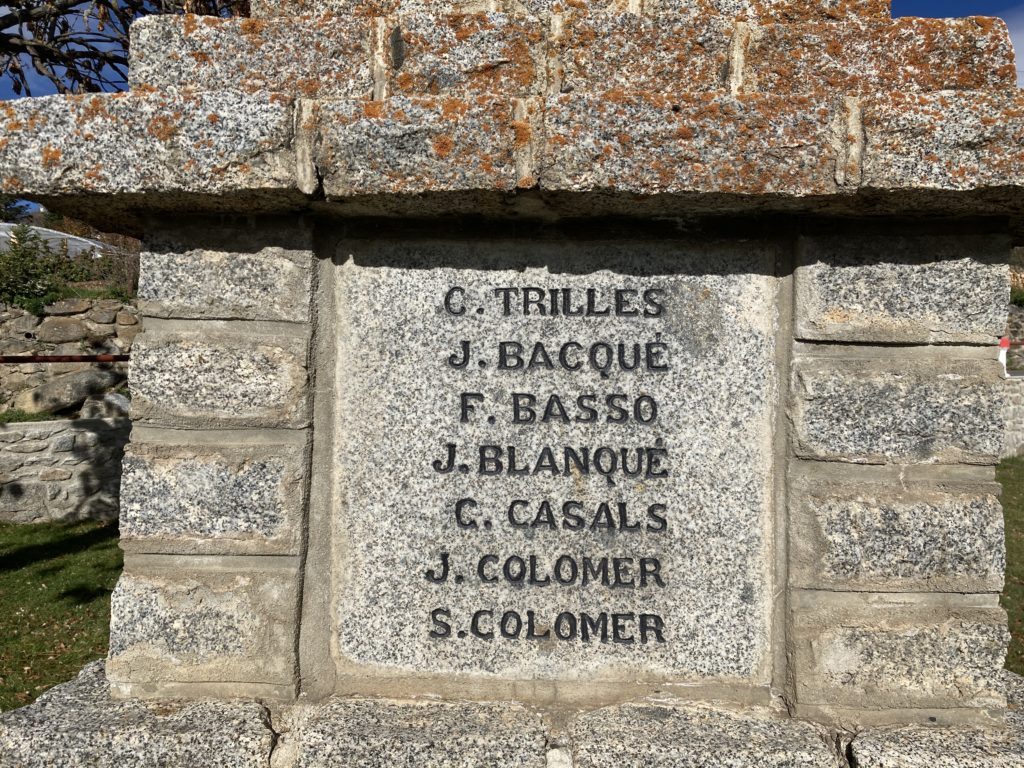 C. TRILLES
J. BACQUÉ
F. BASSO
J. BLANQUÉ
C. CASALS
J. COLOMER
S. COLOMER